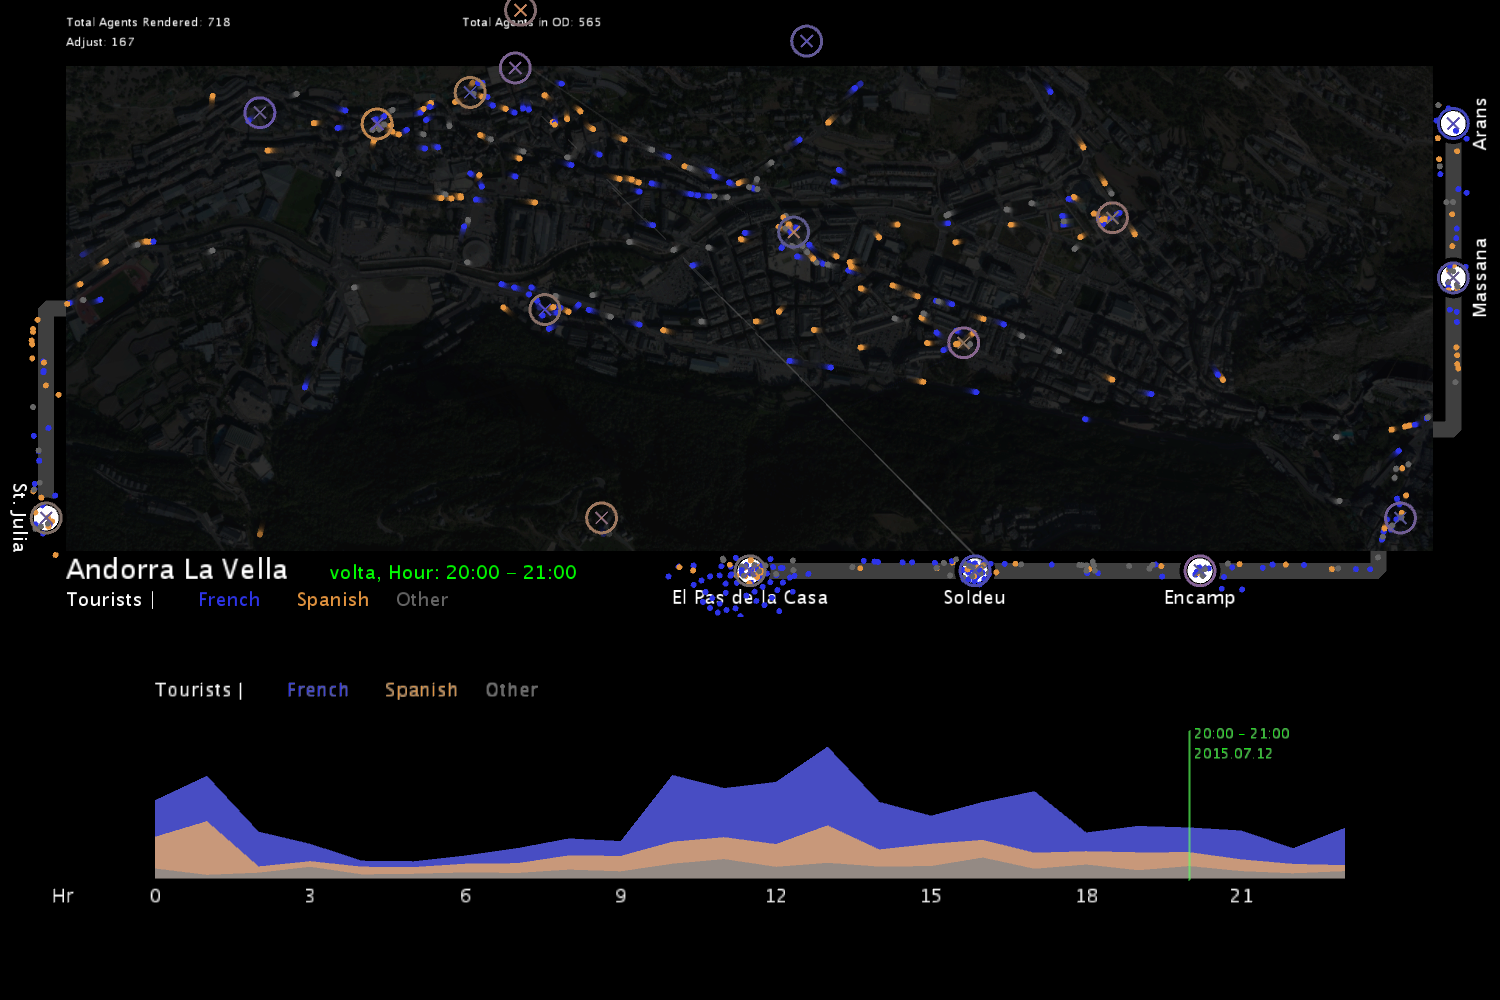 Total Agents Rendered: 718
Total Agents in OD: 565
Adjust: 167
Arans
Massana
St. Julia
Andorra La Vella
volta, Hour: 20:00 – 21:00
Tourists |
French
Spanish
Other
El Pas de la Casa
Soldeu
Encamp
Tourists |
French
Spanish
Other
20:00 - 21:00
2015.07.12
Hr
0
3
6
9
12
15
18
21